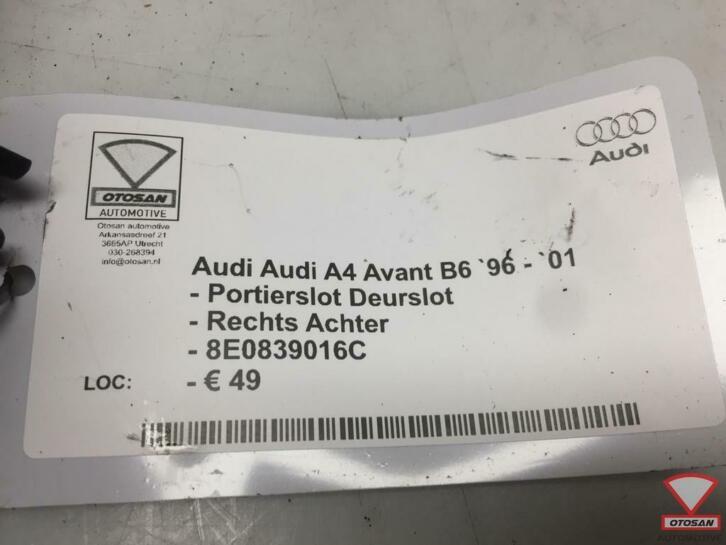 OTOSAN
AUTOMOTIVE
Otosan automotive
Arkansasdreef 21
3565AP Utrecht
030-268394
info@otosan.nl
Audi
Audi Audi A4 Avant B6 `96 - `01
- Portierslot Deurslot
- Rechts Achter
- 8E0839016C
LOC: - € 49
OTOSAN
AUTOMOTIVE